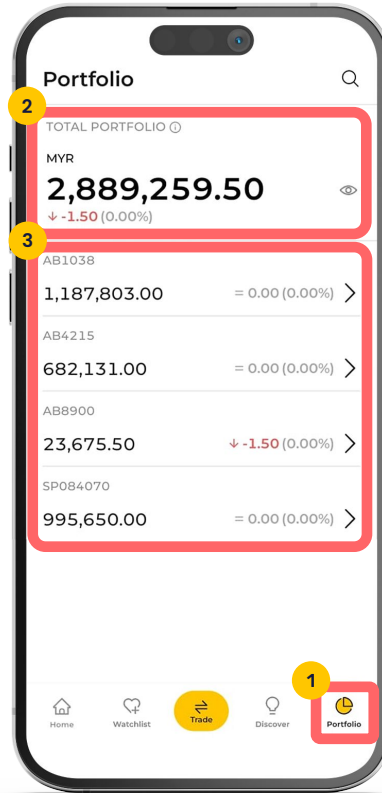 Portfolio
2
TOTAL PORTFOLIO
MYR
2,889,259.50
↓ -1.50 (0.00%)
3
AB1038
1,187,803.00 = 0.00 (0.00%)
AB4215
682,131.00 = 0.00 (0.00%)
AB8900
23,675.50 ↓ -1.50 (0.00%)
SP084070
995,650.00 = 0.00 (0.00%)
1
Home Watchlist Trade Discover Portfolio